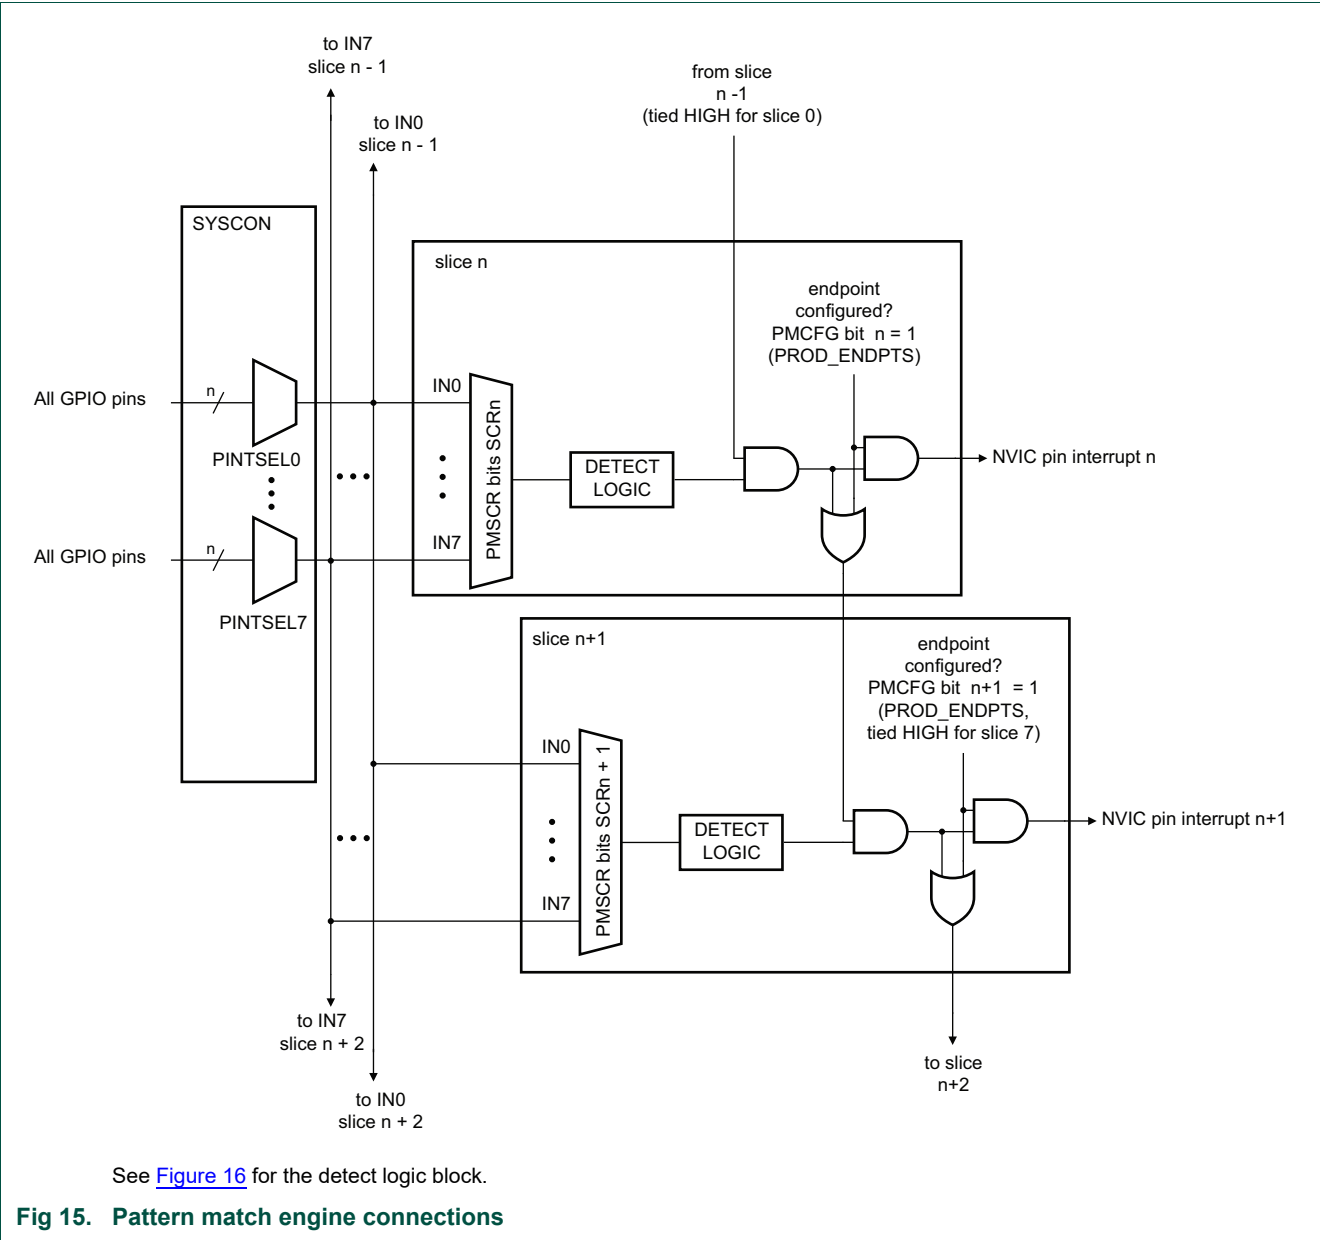 to IN7
slice n - 1
to IN0
slice n - 1
from slice
n -1
(tied HIGH for slice 0)
SYSCON
slice n
endpoint
configured?
PMCFG bit  n = 1
(PROD_ENDPTS)
All GPIO pins
n
PINTSEL0
IN0
PMSCR bits SCRn
DETECT
LOGIC
NVIC pin interrupt n
All GPIO pins
n
PINTSEL7
IN7
slice n+1
endpoint
configured?
PMCFG bit  n+1  = 1
(PROD_ENDPTS,
tied HIGH for slice 7)
IN0
PMSCR bits SCRn + 1
DETECT
LOGIC
NVIC pin interrupt n+1
IN7
to IN7
slice n + 2
to IN0
slice n + 2
to slice
n+2
See Figure 16 for the detect logic block.
Fig 15. Pattern match engine connections